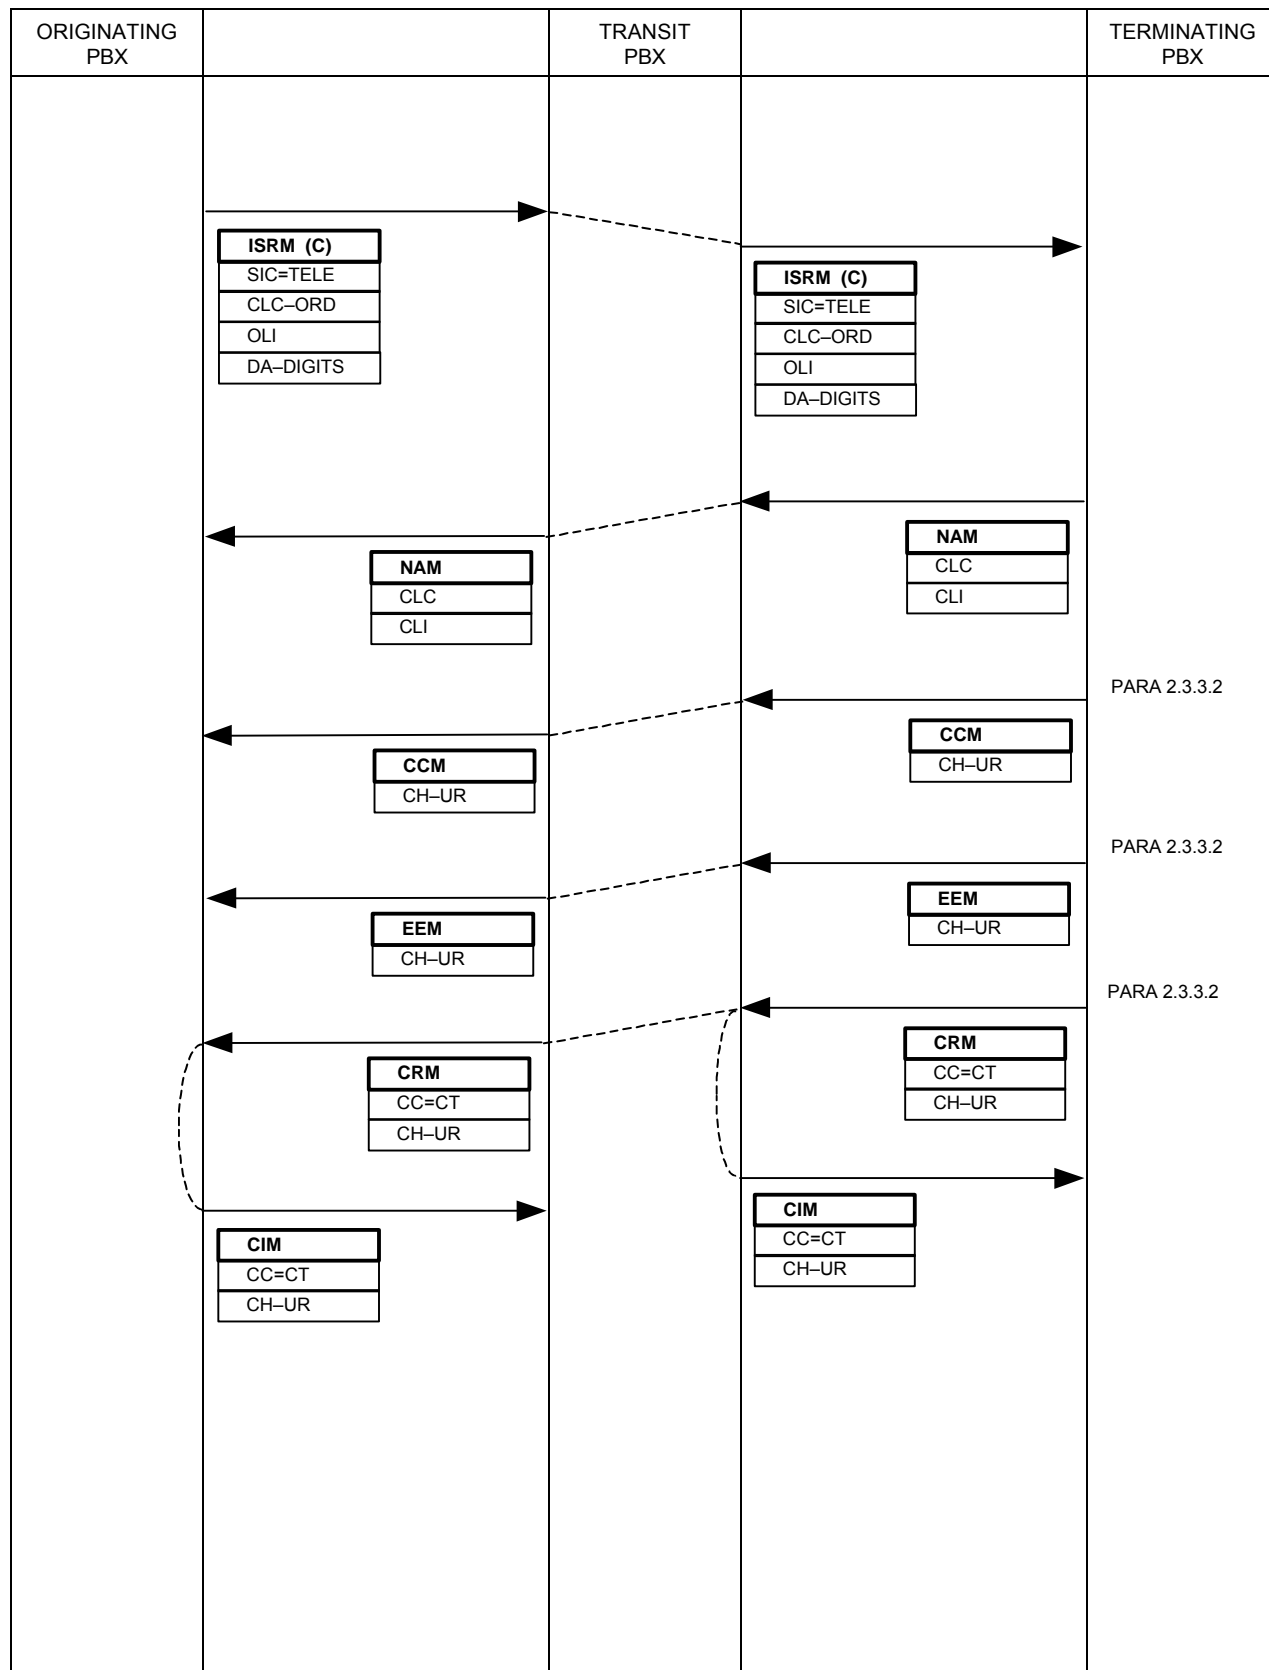 ORIGINATING
PBX
TRANSIT
PBX
TERMINATING
PBX
ISRM (C)
SIC=TELE
CLC–ORD
OLI
DA–DIGITS
ISRM (C)
SIC=TELE
CLC–ORD
OLI
DA–DIGITS
NAM
CLC
CLI
NAM
CLC
CLI
PARA 2.3.3.2
CCM
CH–UR
CCM
CH–UR
PARA 2.3.3.2
EEM
CH–UR
EEM
CH–UR
PARA 2.3.3.2
CRM
CC=CT
CH–UR
CRM
CC=CT
CH–UR
CIM
CC=CT
CH–UR
CIM
CC=CT
CH–UR